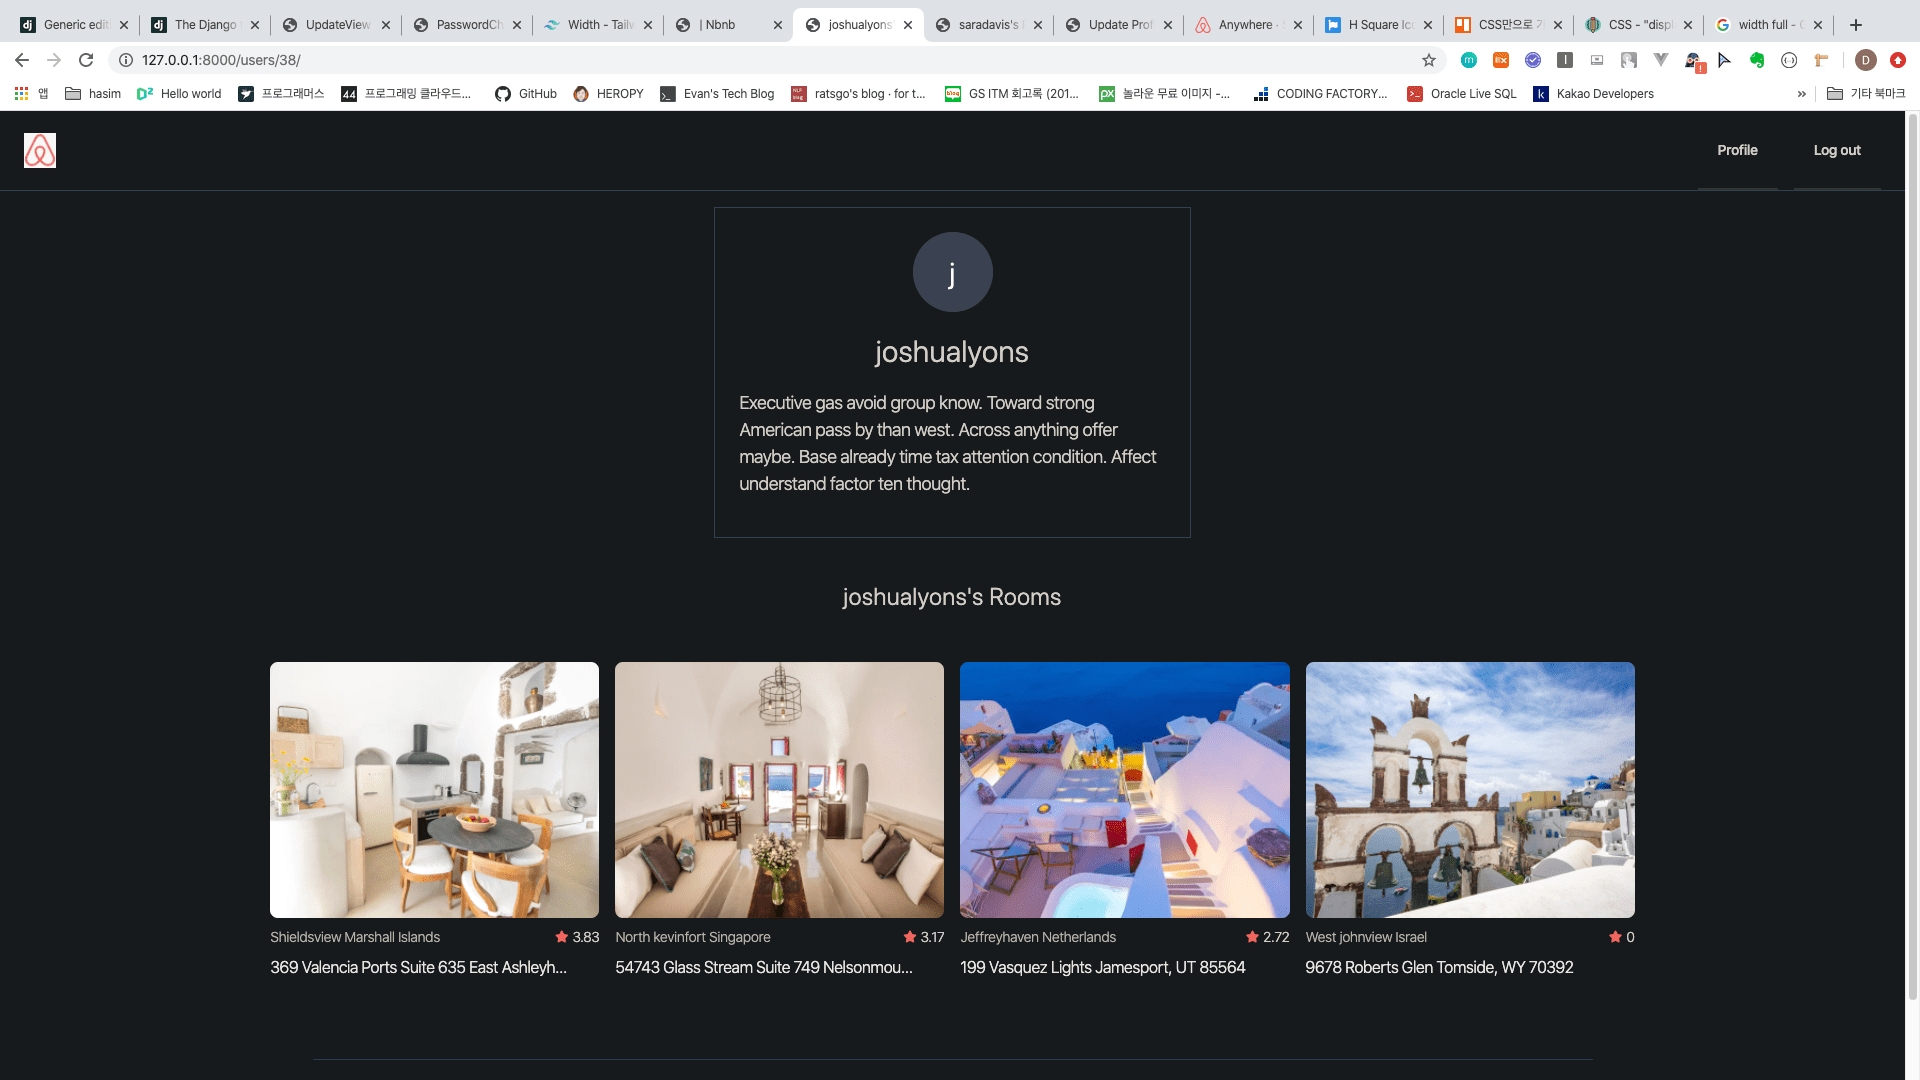 Generic editi
The Django
UpdateView
PasswordCh
Width - Tailw
| Nbnb
joshualyons'
saradavis's
Update Prof
Anywhere ·
H Square Ico
CSS만으로
CSS - "displ
width full -
127.0.0.1:8000/users/38/
앱
hasim
Hello world
프로그래머스
프로그래밍 클라우드...
GitHub
HEROPY
Evan's Tech Blog
ratsgo's blog · for t...
GS ITM 회고록 (201...
놀라운 무료 이미지 -...
CODING FACTORY...
Oracle Live SQL
Kakao Developers
»
기타 북마크
Profile
Log out
j
joshualyons
Executive gas avoid group know. Toward strong
American pass by than west. Across anything offer
maybe. Base already time tax attention condition. Affect
understand factor ten thought.
joshualyons's Rooms
Shieldsview Marshall Islands
3.83
North kevinfort Singapore
3.17
Jeffreyhaven Netherlands
2.72
West johnview Israel
0
369 Valencia Ports Suite 635 East Ashleyh...
54743 Glass Stream Suite 749 Nelsonmou...
199 Vasquez Lights Jamesport, UT 85564
9678 Roberts Glen Tomside, WY 70392